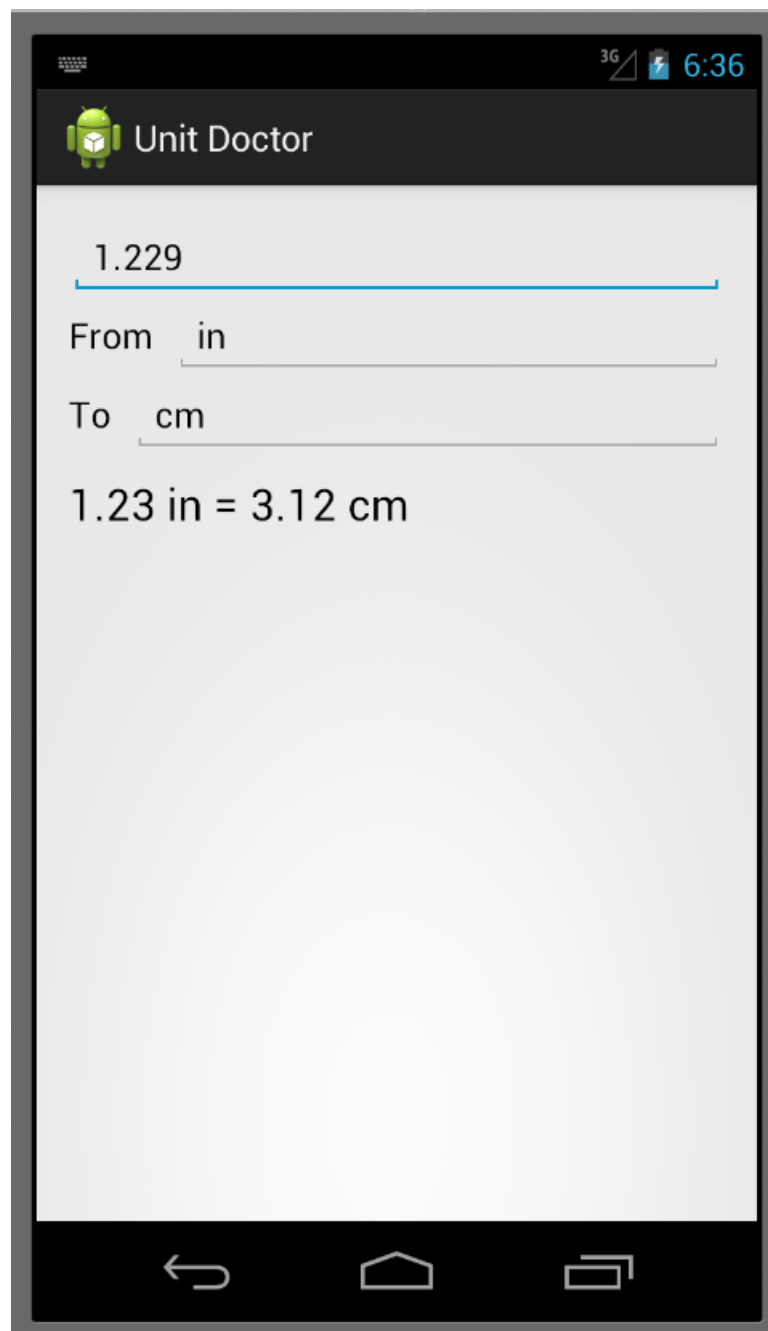 3G 6:36
Unit Doctor
1.229
From in
To cm
1.23 in = 3.12 cm